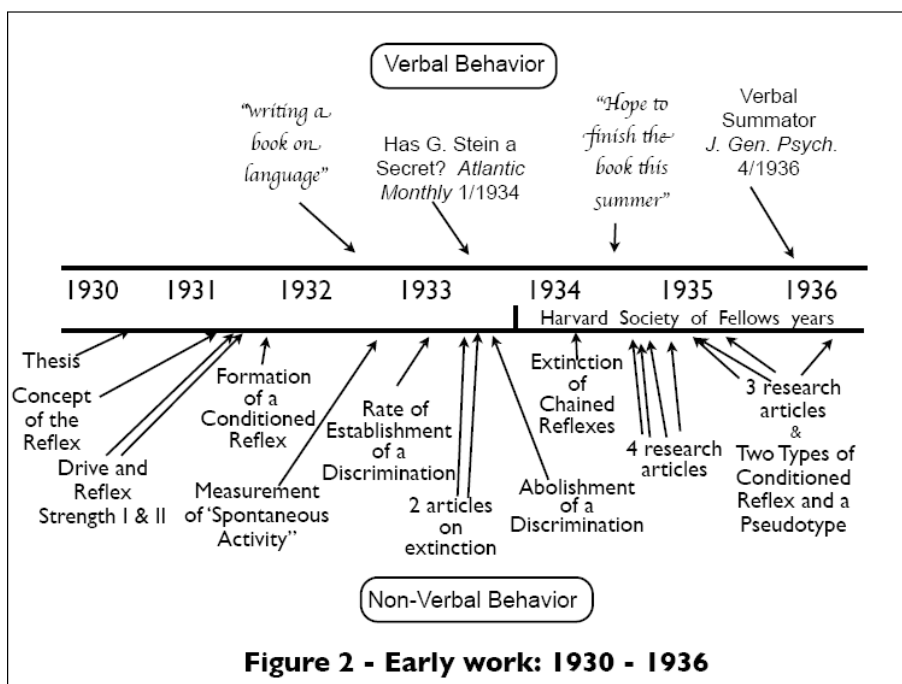 Verbal Behavior
"writing a
book on
language"
Has G. Stein a
Secret? Atlantic
Monthly 1/1934
"Hope to
finish the
book this
summer"
Verbal
Summator
J. Gen. Psych.
4/1936
1930 1931 1932 1933 1934 1935 1936
Harvard Society of Fellows years
Thesis
Concept
of the
Reflex
Drive and
Reflex
Strength I & II
Formation
of a
Conditioned
Reflex
Measurement
of ‘Spontaneous
Activity”
Rate of
Establishment
of a
Discrimination
2 articles
on
extinction
Abolishment
of a
Discrimination
Extinction
of
Chained
Reflexes
4 research
articles
3 research
articles
&
Two Types of
Conditioned
Reflex and a
Pseudotype
Non-Verbal Behavior
Figure 2 - Early work: 1930 - 1936